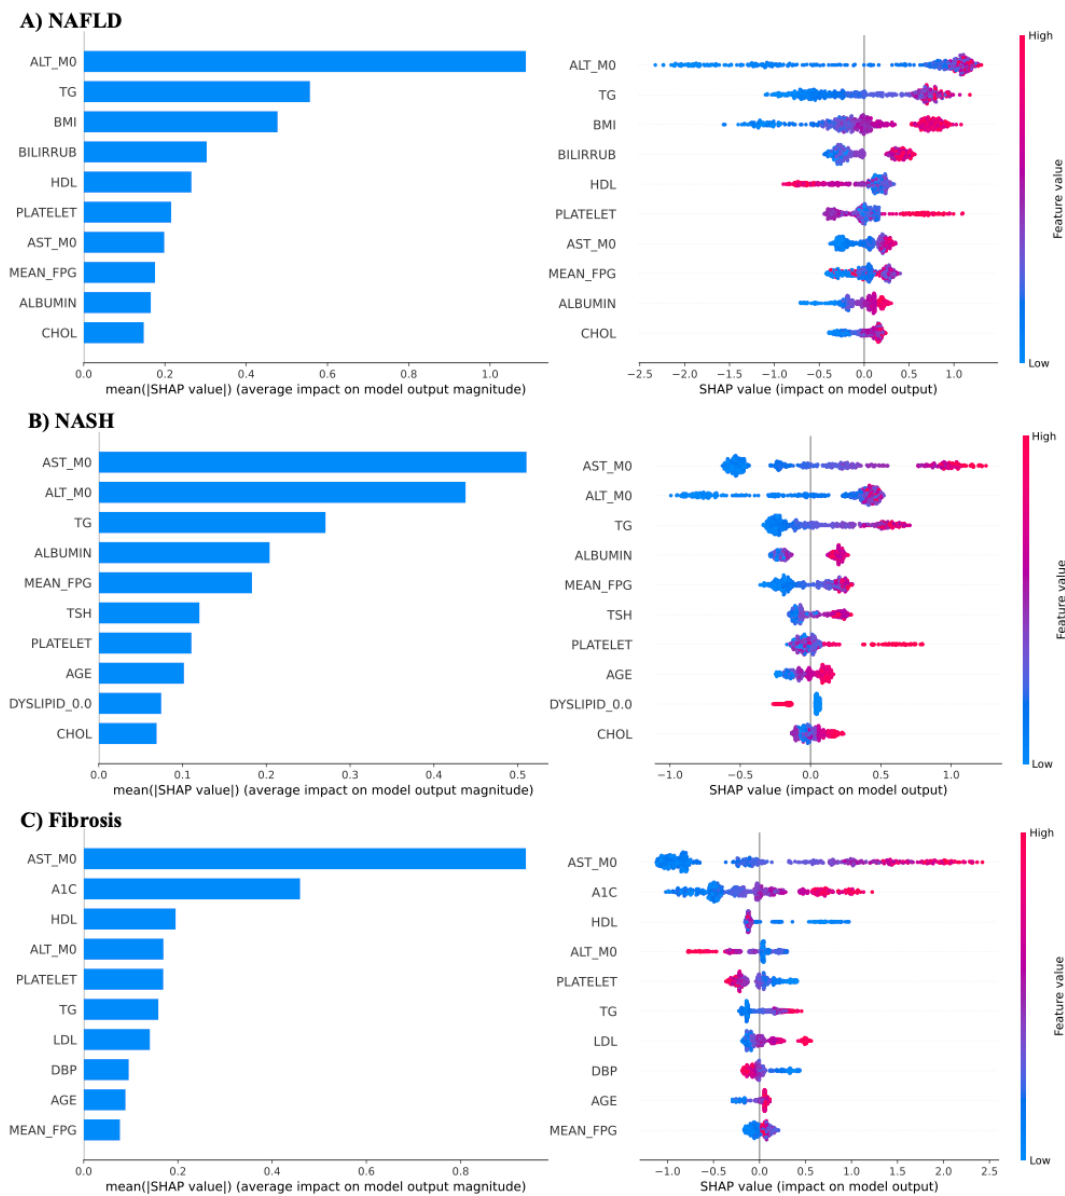 A) NAFLD
ALT_M0
TG
BMI
BILIRRUB
HDL
PLATELET
AST_M0
MEAN_FPG
ALBUMIN
CHOL
0.0 0.2 0.4 0.6 0.8 1.0
mean(|SHAP value|) (average impact on model output magnitude)
ALT_M0
TG
BMI
BILIRRUB
HDL
PLATELET
AST_M0
MEAN_FPG
ALBUMIN
CHOL
−2.5 −2.0 −1.5 −1.0 −0.5 0.0 0.5 1.0
SHAP value (impact on model output)
High
Feature value
Low
B) NASH
AST_M0
ALT_M0
TG
ALBUMIN
MEAN_FPG
TSH
PLATELET
AGE
DYSLIPID_0.0
CHOL
0.0 0.1 0.2 0.3 0.4 0.5
mean(|SHAP value|) (average impact on model output magnitude)
AST_M0
ALT_M0
TG
ALBUMIN
MEAN_FPG
TSH
PLATELET
AGE
DYSLIPID_0.0
CHOL
−1.0 −0.5 0.0 0.5 1.0
SHAP value (impact on model output)
High
Feature value
Low
C) Fibrosis
AST_M0
A1C
HDL
ALT_M0
PLATELET
TG
LDL
DBP
AGE
MEAN_FPG
0.0 0.2 0.4 0.6 0.8
mean(|SHAP value|) (average impact on model output magnitude)
AST_M0
A1C
HDL
ALT_M0
PLATELET
TG
LDL
DBP
AGE
MEAN_FPG
−1.0 −0.5 0.0 0.5 1.0 1.5 2.0 2.5
SHAP value (impact on model output)
High
Feature value
Low